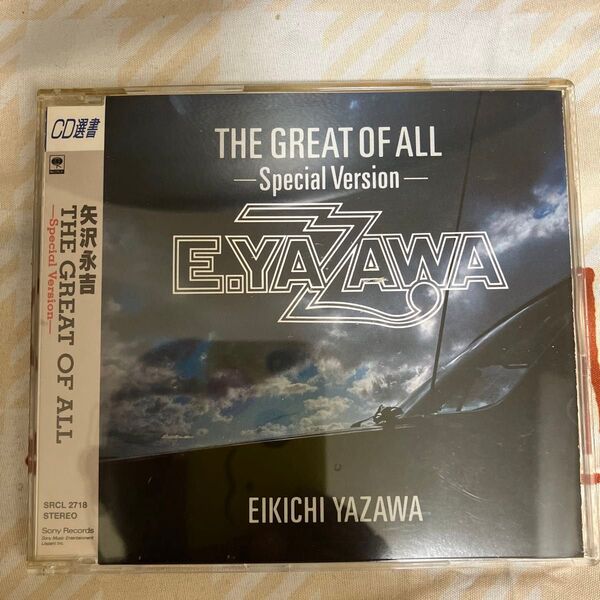 CD選書
矢沢永吉
THE GREAT OF ALL
—Special Version—
SRCL 2718
STEREO
Sony Records
THE GREAT OF ALL
—Special Version—
E.YAZAWA
EIKICHI YAZAWA